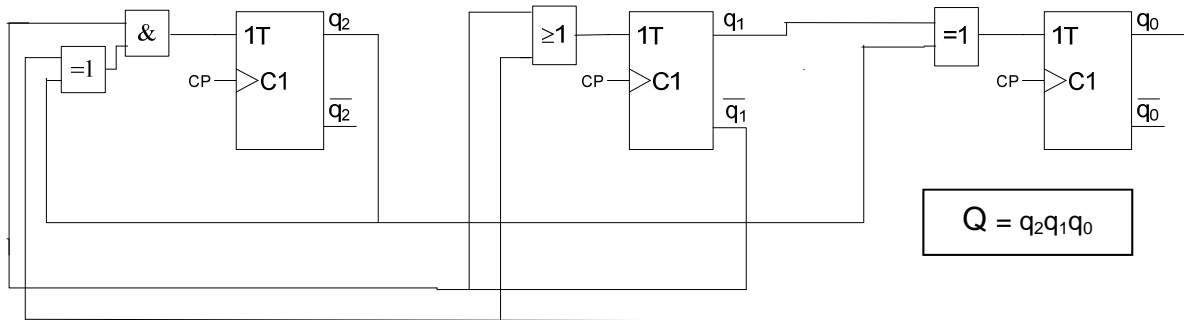 &
=1
1T
C1
CP
q2
q2
≥1
1T
C1
CP
q1
q1
=1
1T
C1
CP
q0
q0
Q = q2q1q0